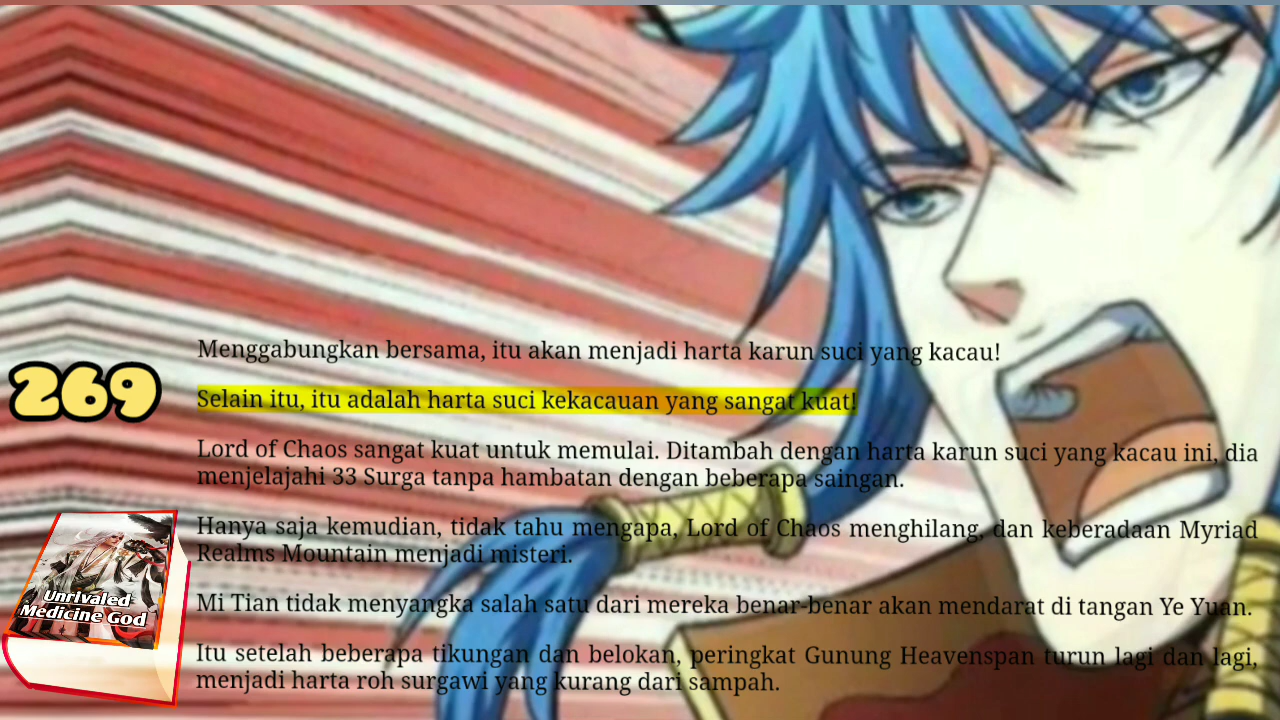 Menggabungkan bersama, itu akan menjadi harta karun suci yang kacau!
269
Selain itu, itu adalah harta suci kekacauan yang sangat kuat!
Lord of Chaos sangat kuat untuk memulai. Ditambah dengan harta karun suci yang kacau ini, dia
menjelajahi 33 Surga tanpa hambatan dengan beberapa saingan.
Hanya saja kemudian, tidak tahu mengapa, Lord of Chaos menghilang, dan keberadaan Myriad
Realms Mountain menjadi misteri.
Mi Tian tidak menyangka salah satu dari mereka benar-benar akan mendarat di tangan Ye Yuan.
Itu setelah beberapa tikungan dan belokan, peringkat Gunung Heavenspan turun lagi dan lagi,
menjadi harta roh surgawi yang kurang dari sampah.
Unrivaled
Medicine God